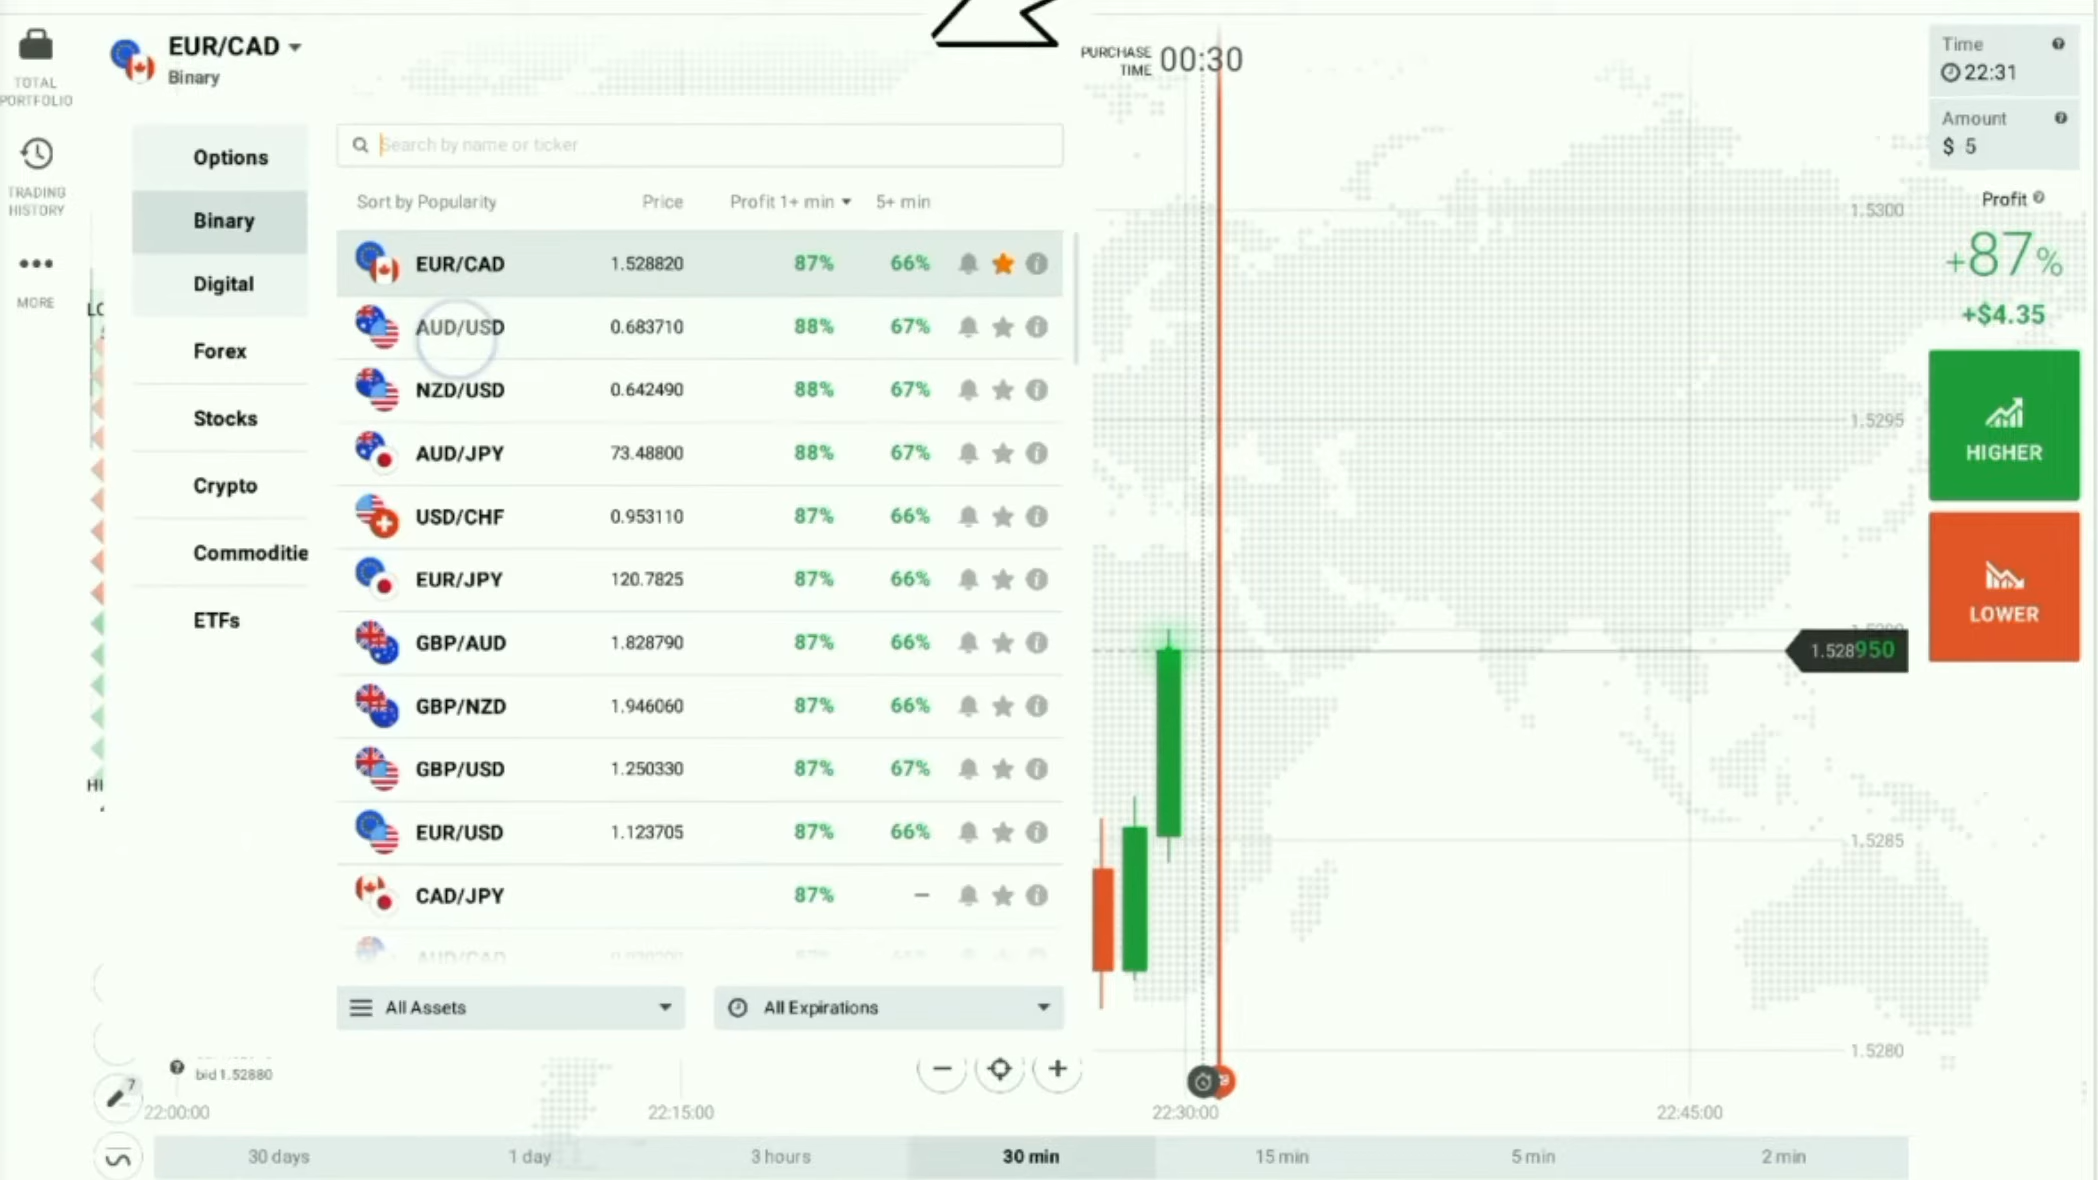 EUR/CAD
Binary
TOTAL
PORTFOLIO
TRADING
HISTORY
MORE
Options
Binary
Digital
Forex
Stocks
Crypto
Commoditie
ETFs
Search by name or ticker
Sort by Popularity Price Profit 1+ min 5+ min
EUR/CAD 1.528820 87% 66%
AUD/USD 0.683710 88% 67%
NZD/USD 0.642490 88% 67%
AUD/JPY 73.48800 88% 67%
USD/CHF 0.953110 87% 66%
EUR/JPY 120.7825 87% 66%
GBP/AUD 1.828790 87% 66%
GBP/NZD 1.946060 87% 66%
GBP/USD 1.250330 87% 67%
EUR/USD 1.123705 87% 66%
CAD/JPY 87% –
AUD/CAD
All Assets All Expirations
bid 1.52880
7
22:00:00 22:15:00 22:30:00 22:45:00
30 days 1 day 3 hours 30 min 15 min 5 min 2 min
PURCHASE
TIME 00:30
1.5300
1.5295
1.528950
1.5285
1.5280
Time
22:31
Amount
$ 5
Profit
+87%
+$4.35
HIGHER
LOWER